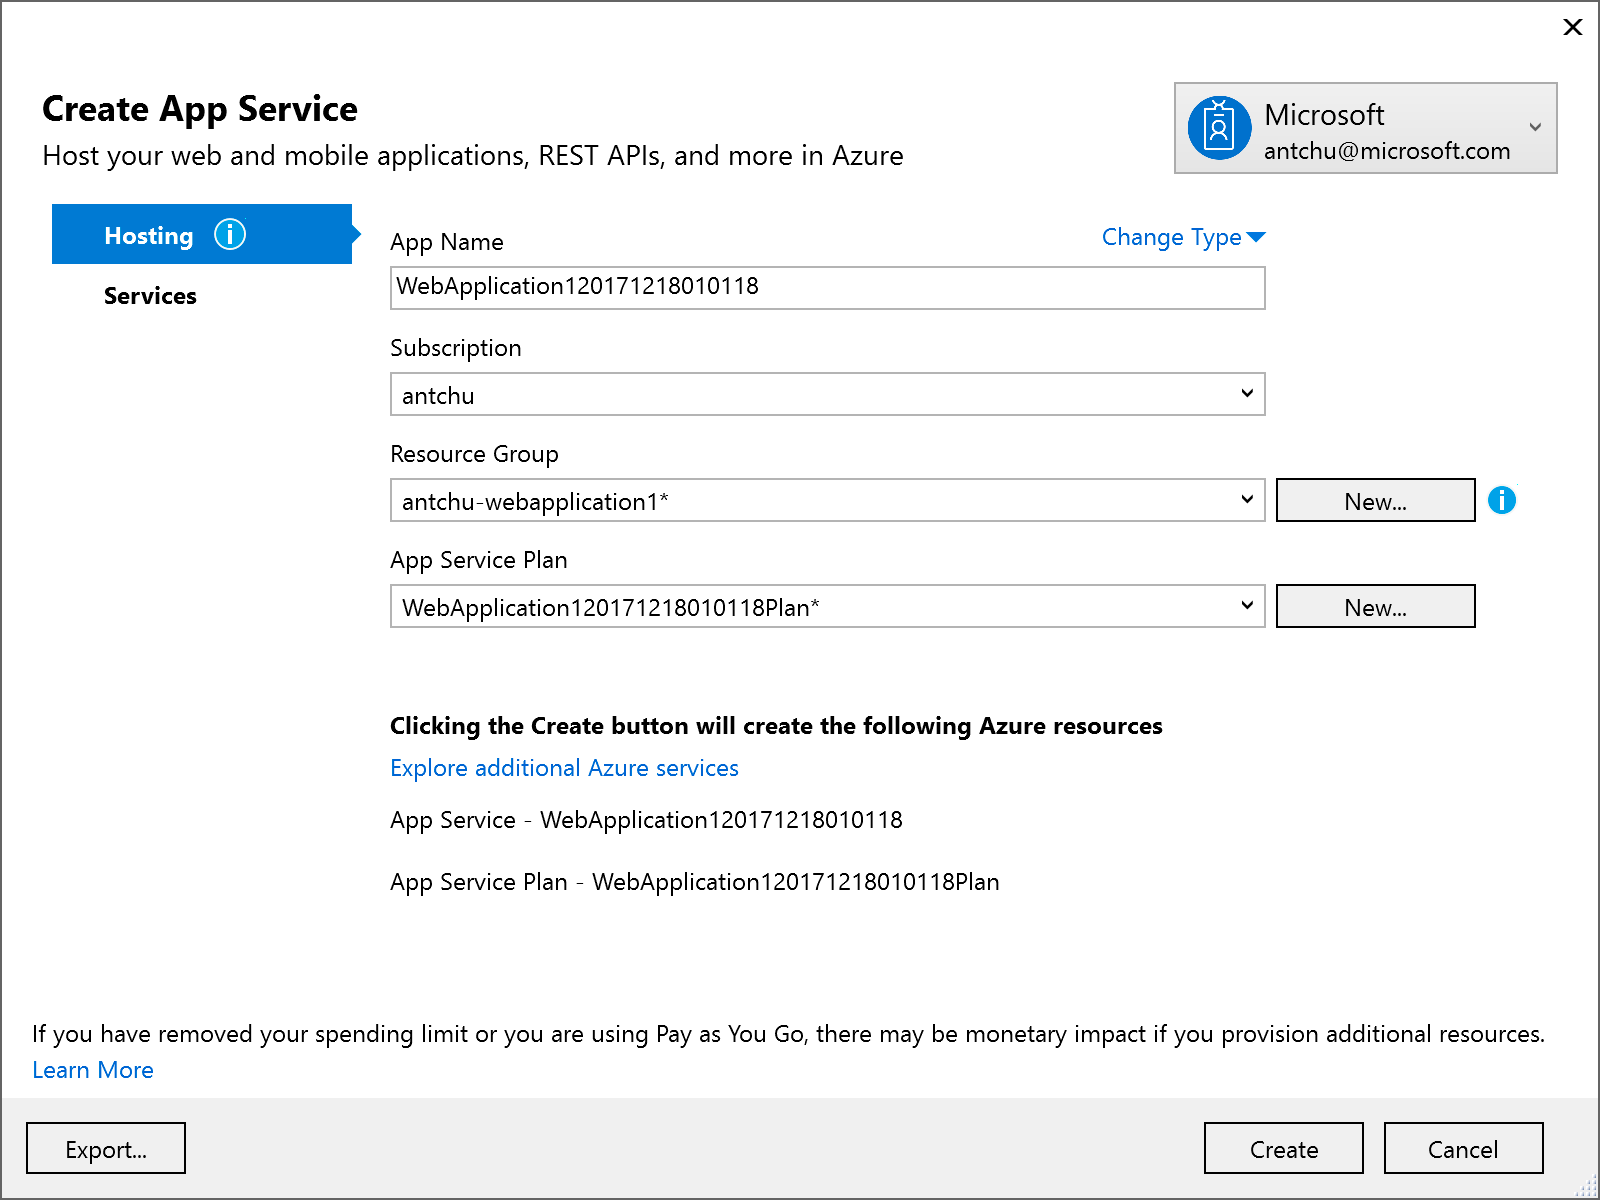 Create App Service
Host your web and mobile applications, REST APIs, and more in Azure
Microsoft
antchu@microsoft.com
Hosting
Services
App Name
Change Type
WebApplication120171218010118
Subscription
antchu
Resource Group
antchu-webapplication1*
New...
App Service Plan
WebApplication120171218010118Plan*
New...
Clicking the Create button will create the following Azure resources
Explore additional Azure services
App Service - WebApplication120171218010118
App Service Plan - WebApplication120171218010118Plan
If you have removed your spending limit or you are using Pay as You Go, there may be monetary impact if you provision additional resources.
Learn More
Export...
Create
Cancel